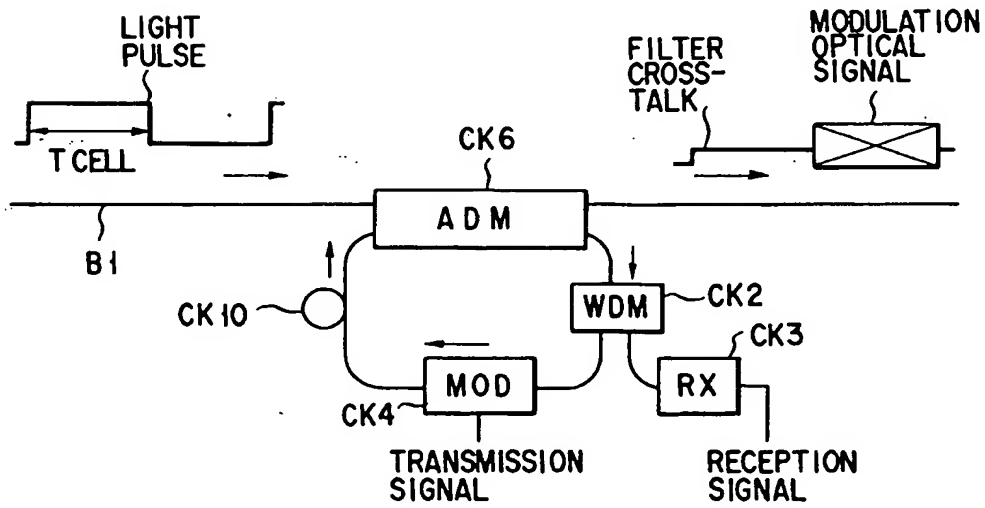 LIGHT
PULSE
T CELL
B1
CK6
ADM
FILTER
CROSS-
TALK
MODULATION
OPTICAL
SIGNAL
CK10
WDM
CK2
CK3
MOD
RX
CK4
TRANSMISSION
SIGNAL
RECEPTION
SIGNAL